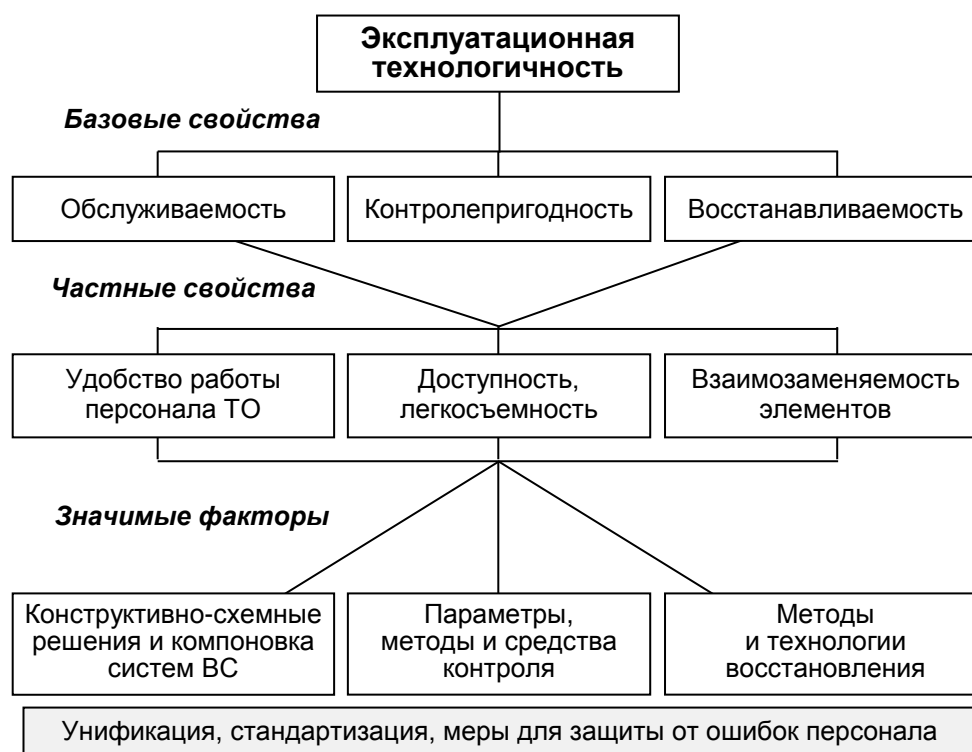 Эксплуатационная
технологичность
Базовые свойства
Обслуживаемость
Контролепригодность
Восстанавливаемость
Частные свойства
Удобство работы
персонала ТО
Доступность,
легкосъемность
Взаимозаменяемость
элементов
Значимые факторы
Конструктивно-схемные
решения и компоновка
систем ВС
Параметры,
методы и средства
контроля
Методы
и технологии
восстановления
Унификация, стандартизация, меры для защиты от ошибок персонала